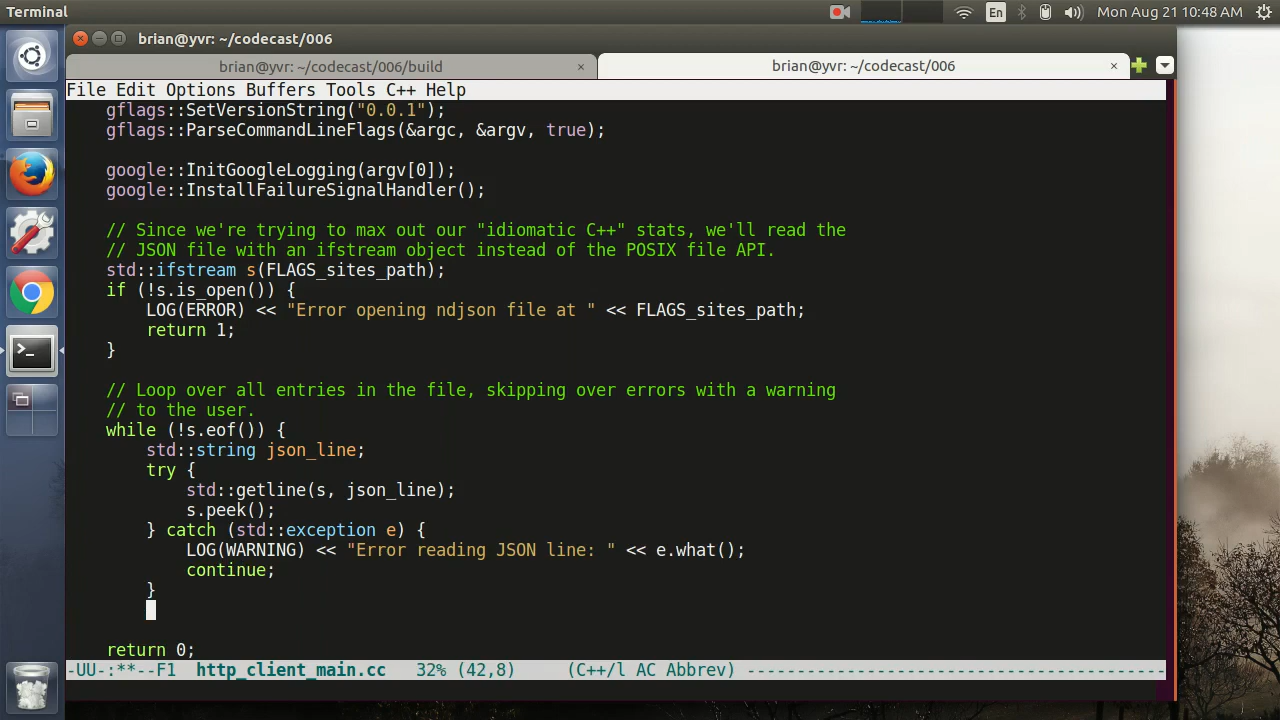 Terminal
En
Mon Aug 21 10:48 AM
brian@yvr: ~/codecast/006
brian@yvr: ~/codecast/006/build
×
brian@yvr: ~/codecast/006
×
File Edit Options Buffers Tools C++ Help
gflags::SetVersionString("0.0.1");
gflags::ParseCommandLineFlags(&argc, &argv, true);
google::InitGoogleLogging(argv[0]);
google::InstallFailureSignalHandler();
// Since we're trying to max out our "idiomatic C++" stats, we'll read the
// JSON file with an ifstream object instead of the POSIX file API.
std::ifstream s(FLAGS_sites_path);
if (!s.is_open()) {
LOG(ERROR) << "Error opening ndjson file at " << FLAGS_sites_path;
return 1;
}
// Loop over all entries in the file, skipping over errors with a warning
// to the user.
while (!s.eof()) {
std::string json_line;
try {
std::getline(s, json_line);
s.peek();
} catch (std::exception e) {
LOG(WARNING) << "Error reading JSON line: " << e.what();
continue;
}
return 0;
-UU-:**--F1  http_client_main.cc   32% (42,8)     (C++/l AC Abbrev) ------------------------------------------